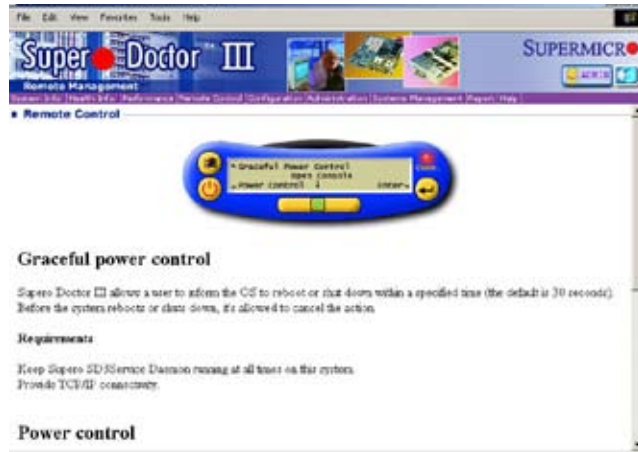 File Edit View Favorites Tools Help
Supero Doctor III
SUPERMICRO
Remote Management
ADMIN
System Info | Health Info | Performance | Remote Control | Configuration | Administration | Systems Management | Report | Help |
Remote Control
Graceful Power Control
Open Console
Power Control
Enter
Graceful power control
Supero Doctor III allows a user to inform the OS to reboot or shut down within a specified time (the default is 30 seconds).
Before the system reboots or shuts down, it's allowed to cancel the action.
Requirements
Keep Supero SD3Service Daemon running at all times on this system.
Provide TCP/IP connectivity.
Power control